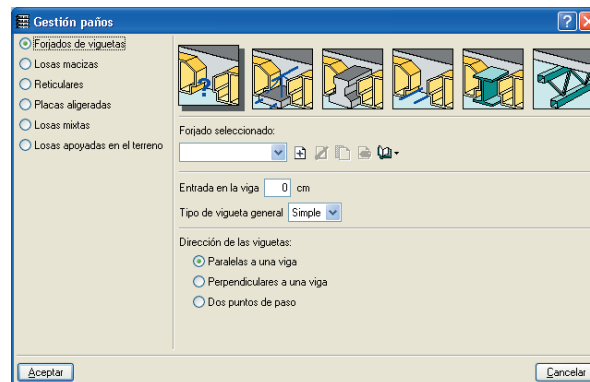 Gestión paños
Forjados de viguetas
Losas macizas
Reticulares
Placas aligeradas
Losas mixtas
Losas apoyadas en el terreno
Forjado seleccionado:
Entrada en la viga 0 cm
Tipo de vigueta general Simple
Dirección de las viguetas:
Paralelas a una viga
Perpendiculares a una viga
Dos puntos de paso
Aceptar
Cancelar